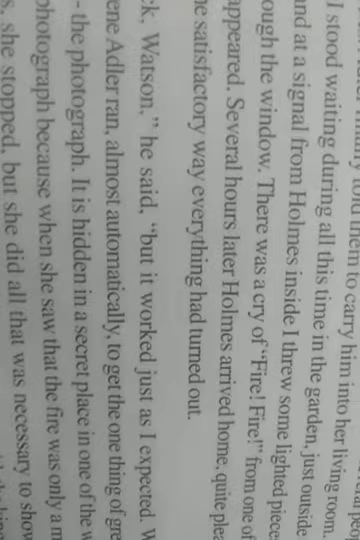 them to carry him into her living room.
I stood waiting during all this time in the garden, just outside
and at a signal from Holmes inside I threw some lighted piece
ough the window. There was a cry of “Fire! Fire!” from one of
appeared. Several hours later Holmes arrived home, quite plea
he satisfactory way everything had turned out.
ck, Watson,” he said, “but it worked just as I expected. W
ene Adler ran, almost automatically, to get the one thing of gre
- the photograph. It is hidden in a secret place in one of the w
photograph because when she saw that the fire was only a m
s, she stopped, but she did all that was necessary to show